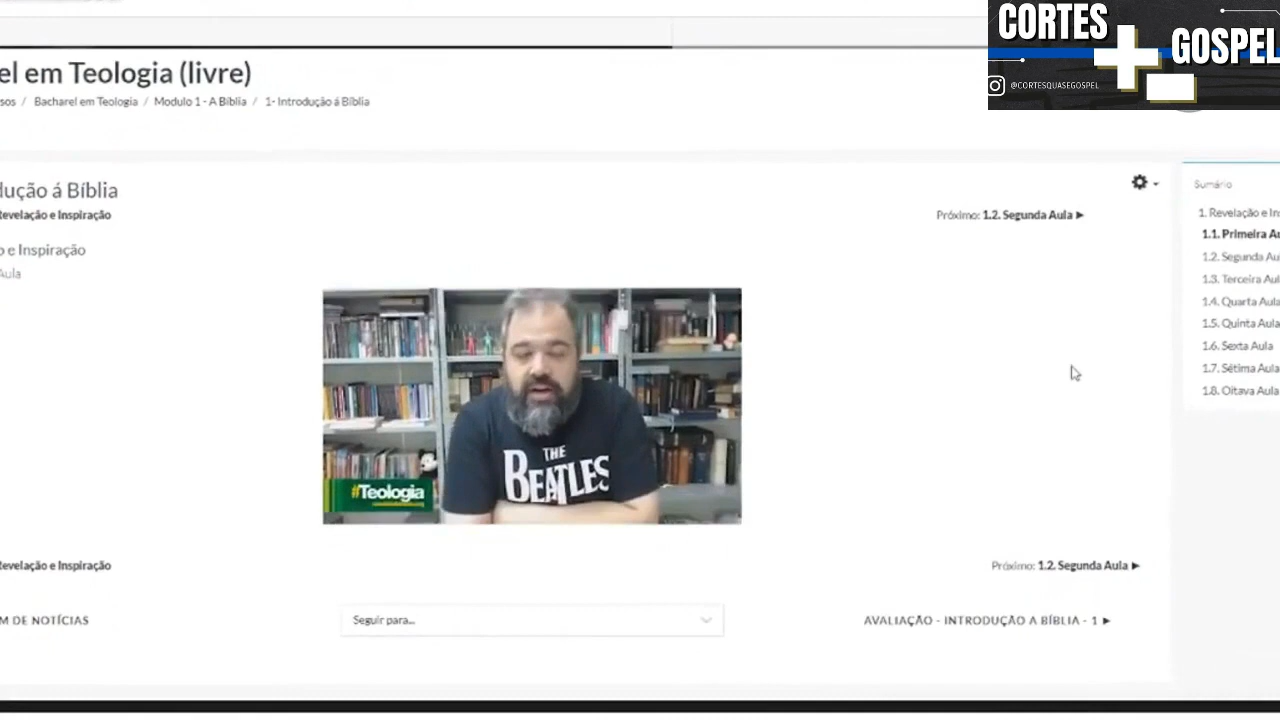 CORTES
GOSPEL
@CORTESQUASEGOSPEL
el em Teologia (livre)
sos / Bacharel em Teologia / Modulo 1 - A Bíblia / 1- Introdução á Bíblia
dução á Bíblia
Revelação e Inspiração
Próximo: 1.2. Segunda Aula ►
o e Inspiração
Aula
Sumário
1. Revelação e Ins
1.1. Primeira Au
1.2. Segunda Au
1.3. Terceira Aul
1.4. Quarta Aula
1.5. Quinta Aula
1.6. Sexta Aula
1.7. Sétima Aula
1.8. Oitava Aula
THE
BEATLES
#Teologia
Revelação e Inspiração
Próximo: 1.2. Segunda Aula ►
M DE NOTÍCIAS
Seguir para...
AVALIAÇÃO - INTRODUÇÃO A BÍBLIA - 1 ►